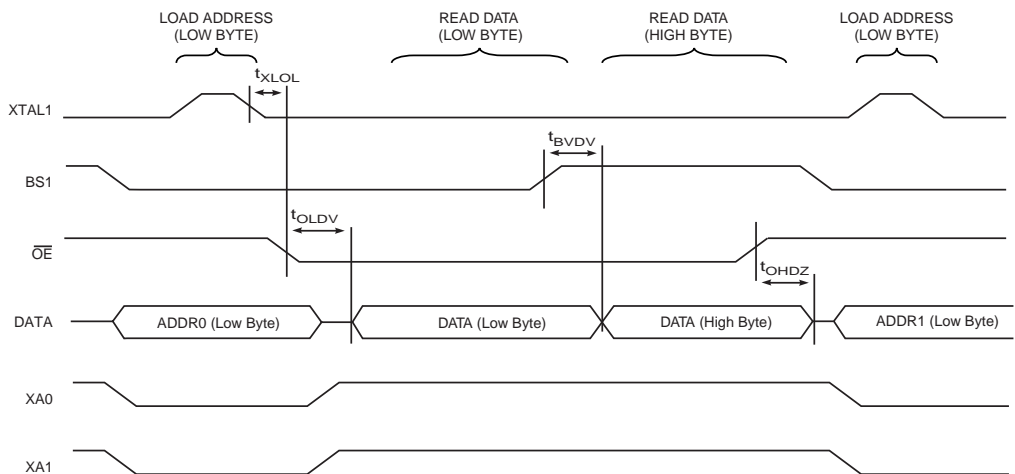 LOAD ADDRESS
(LOW BYTE)
READ DATA
(LOW BYTE)
READ DATA
(HIGH BYTE)
LOAD ADDRESS
(LOW BYTE)
tXLOL
XTAL1
tBVDV
BS1
tOLDV
OE
tOHDZ
DATA
ADDR0 (Low Byte)
DATA (Low Byte)
DATA (High Byte)
ADDR1 (Low Byte)
XA0
XA1